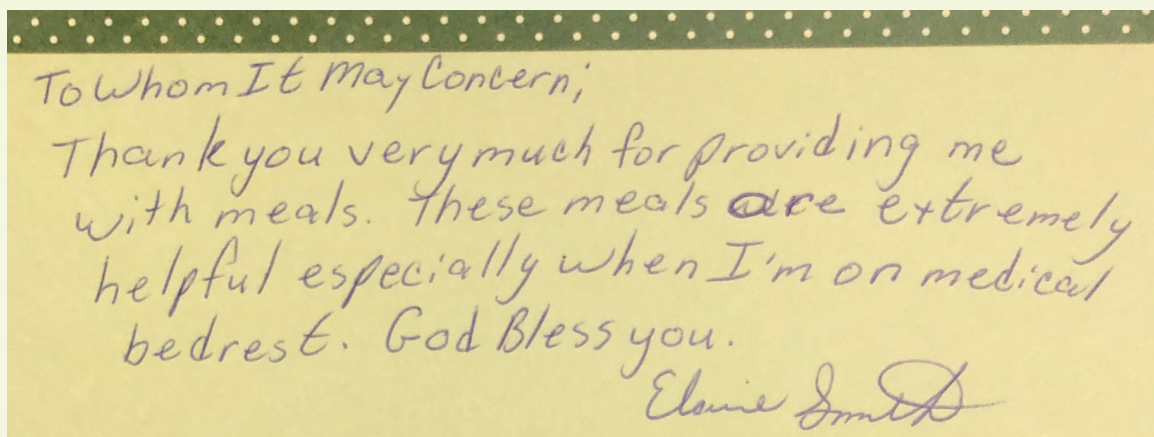 To Whom It May Concern;
Thank you very much for providing me
with meals. These meals are extremely
helpful especially when I'm on medical
bedrest. God Bless you.
Elaine Smith